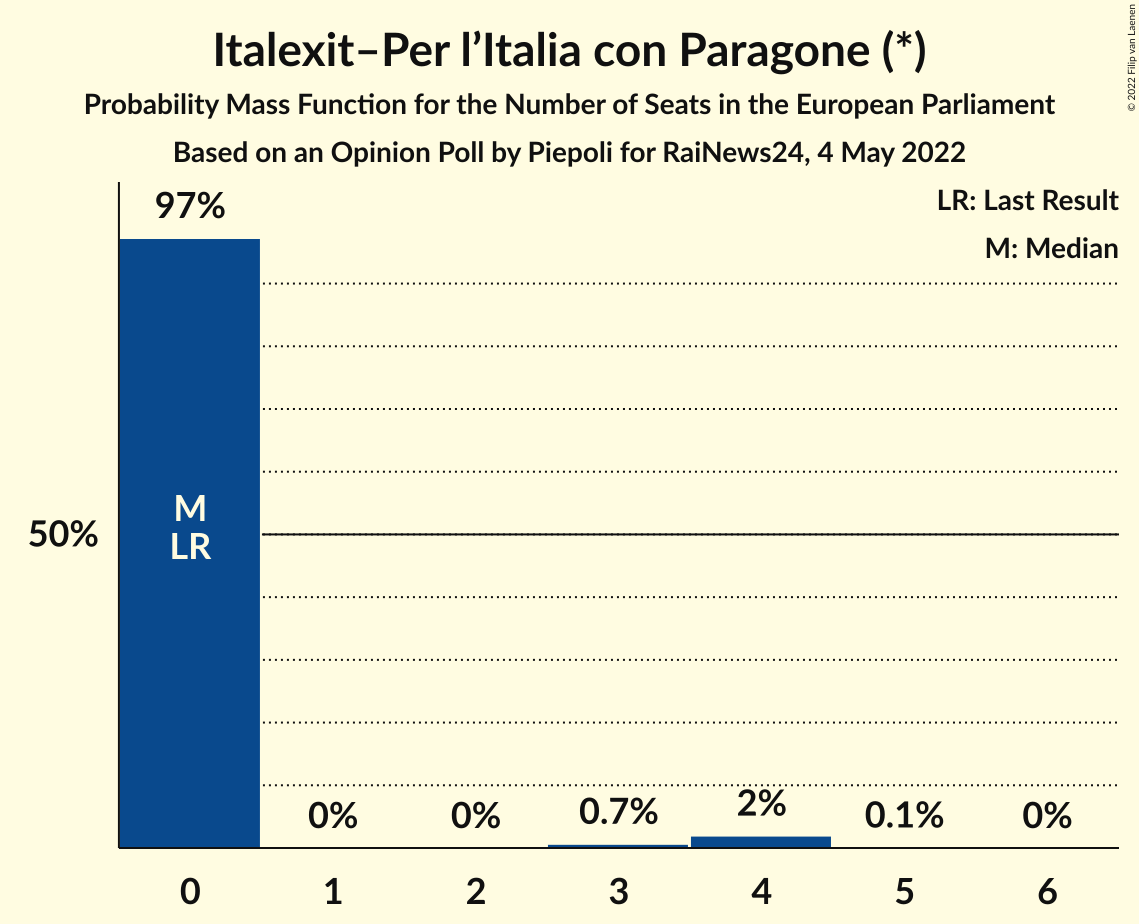 Italexit–Per l’Italia con Paragone (*)
Probability Mass Function for the Number of Seats in the European Parliament
Based on an Opinion Poll by Piepoli for RaiNews24, 4 May 2022
© 2022 Filip van Laenen
LR: Last Result
M: Median
97%
M
LR
50%
0% 0% 0.7% 2% 0.1% 0%
0 1 2 3 4 5 6